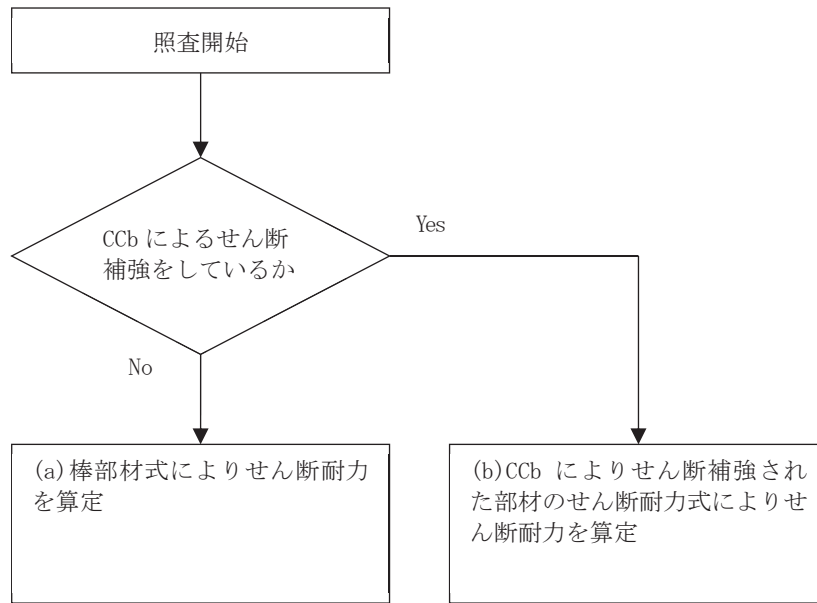 照査開始
CCb によるせん断
補強をしているか
Yes
No
(a)棒部材式によりせん断耐力
を算定
(b)CCb によりせん断補強され
た部材のせん断耐力式によりせ
ん断耐力を算定